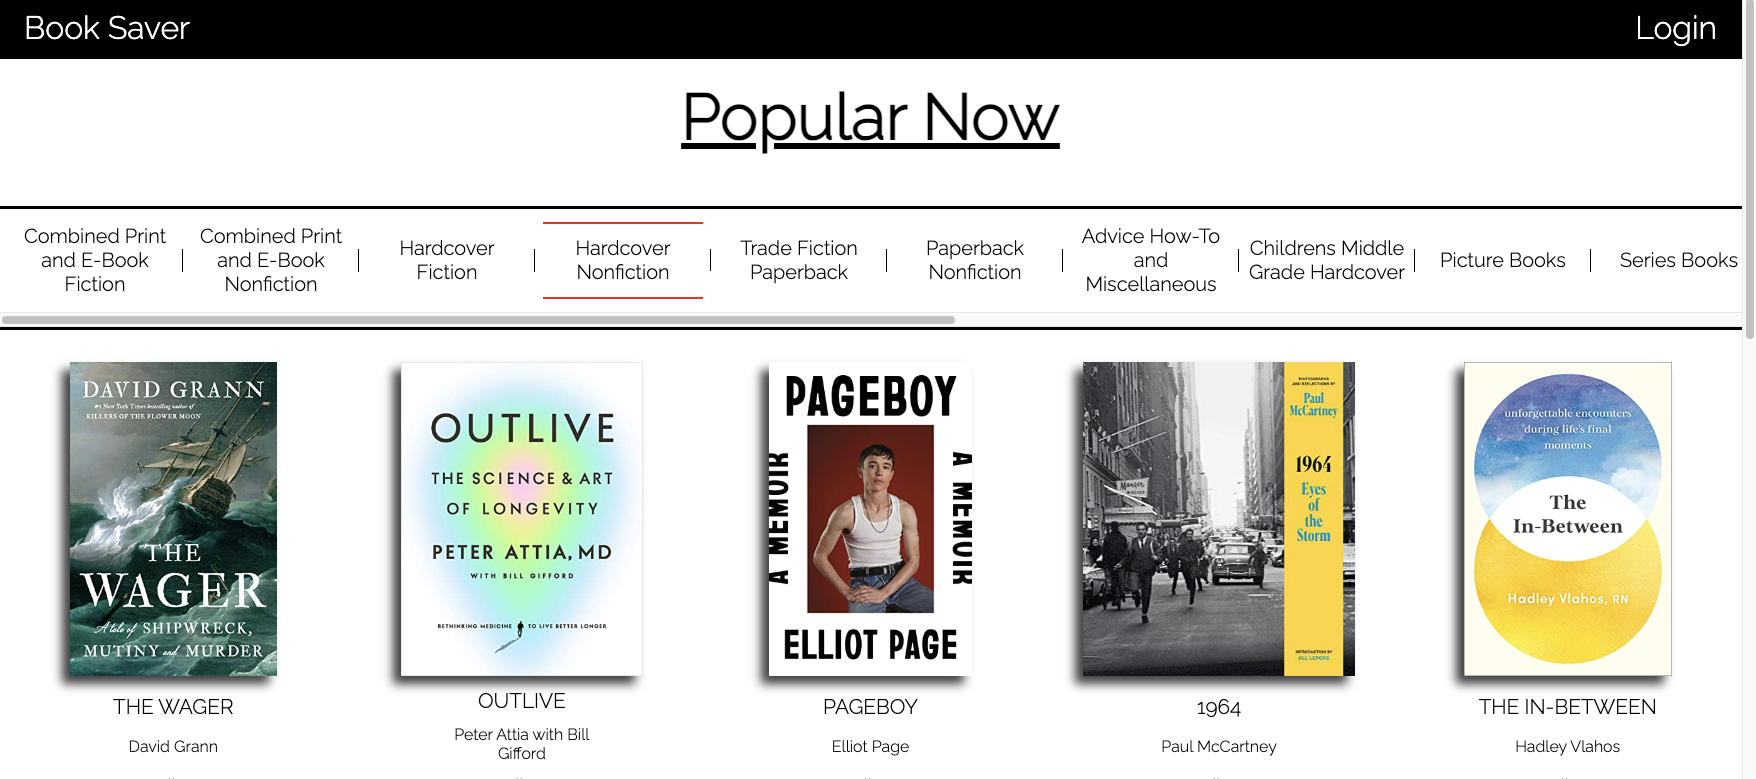 Book Saver
Login
Popular Now
Combined Print
and E-Book
Fiction
Combined Print
and E-Book
Nonfiction
Hardcover
Fiction
Hardcover
Nonfiction
Trade Fiction
Paperback
Paperback
Nonfiction
Advice How-To
and
Miscellaneous
Childrens Middle
Grade Hardcover
Picture Books
Series Books
DAVID GRANN
#1 New York Times bestselling author of
KILLERS OF THE FLOWER MOON
THE
WAGER
A tale of SHIPWRECK,
MUTINY and MURDER
THE WAGER
David Grann
OUTLIVE
THE SCIENCE & ART
OF LONGEVITY
PETER ATTIA, MD
WITH BILL GIFFORD
RETHINKING MEDICINE TO LIVE BETTER LONGER
OUTLIVE
Peter Attia with Bill
Gifford
PAGEBOY
A MEMOIR
A MEMOIR
ELLIOT PAGE
PAGEBOY
Elliot Page
PHOTOGRAPHS
AND REFLECTIONS BY
Paul
McCartney
1964
Eyes
of
the
Storm
INTRODUCTION BY
JILL LEPORE
1964
Paul McCartney
unforgettable encounters
during life's final
moments
The
In-Between
Hadley Vlahos, RN
THE IN-BETWEEN
Hadley Vlahos